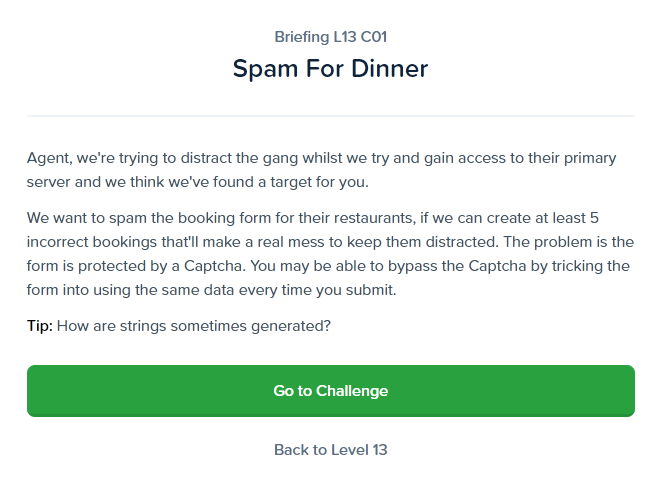 Briefing L13 C01
Spam For Dinner
Agent, we're trying to distract the gang whilst we try and gain access to their primary
server and we think we've found a target for you.
We want to spam the booking form for their restaurants, if we can create at least 5
incorrect bookings that'll make a real mess to keep them distracted. The problem is the
form is protected by a Captcha. You may be able to bypass the Captcha by tricking the
form into using the same data every time you submit.
Tip: How are strings sometimes generated?
Go to Challenge
Back to Level 13